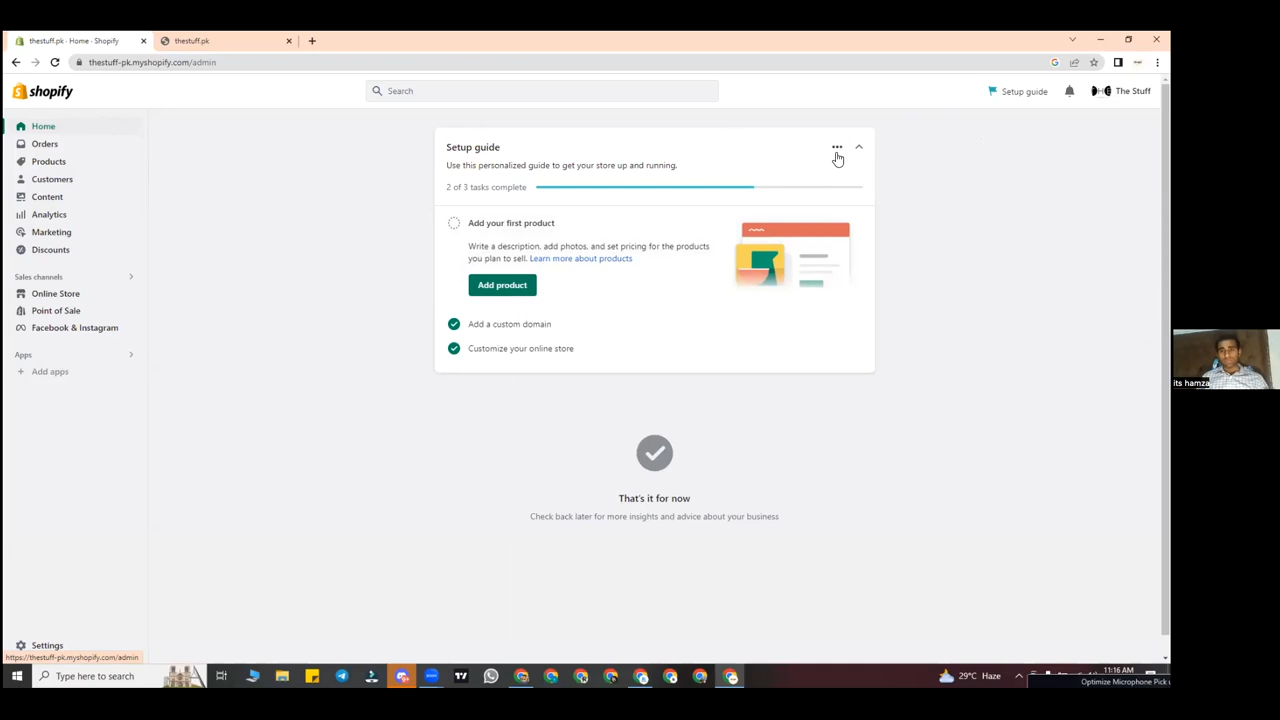 thestuff.pk · Home · Shopify
thestuff.pk
thestuff-pk.myshopify.com/admin
shopify
Search
Setup guide
The Stuff
Home
Orders
Products
Customers
Content
Analytics
Marketing
Discounts
Sales channels
Online Store
Point of Sale
Facebook & Instagram
Apps
Add apps
Setup guide
Use this personalized guide to get your store up and running.
2 of 3 tasks complete
Add your first product
Write a description, add photos, and set pricing for the products
you plan to sell. Learn more about products
Add product
Add a custom domain
Customize your online store
That's it for now
Check back later for more insights and advice about your business
its hamza
Settings
https://thestuff-pk.myshopify.com/admin
Type here to search
29°C Haze
11:16 AM
Optimize Microphone Pick